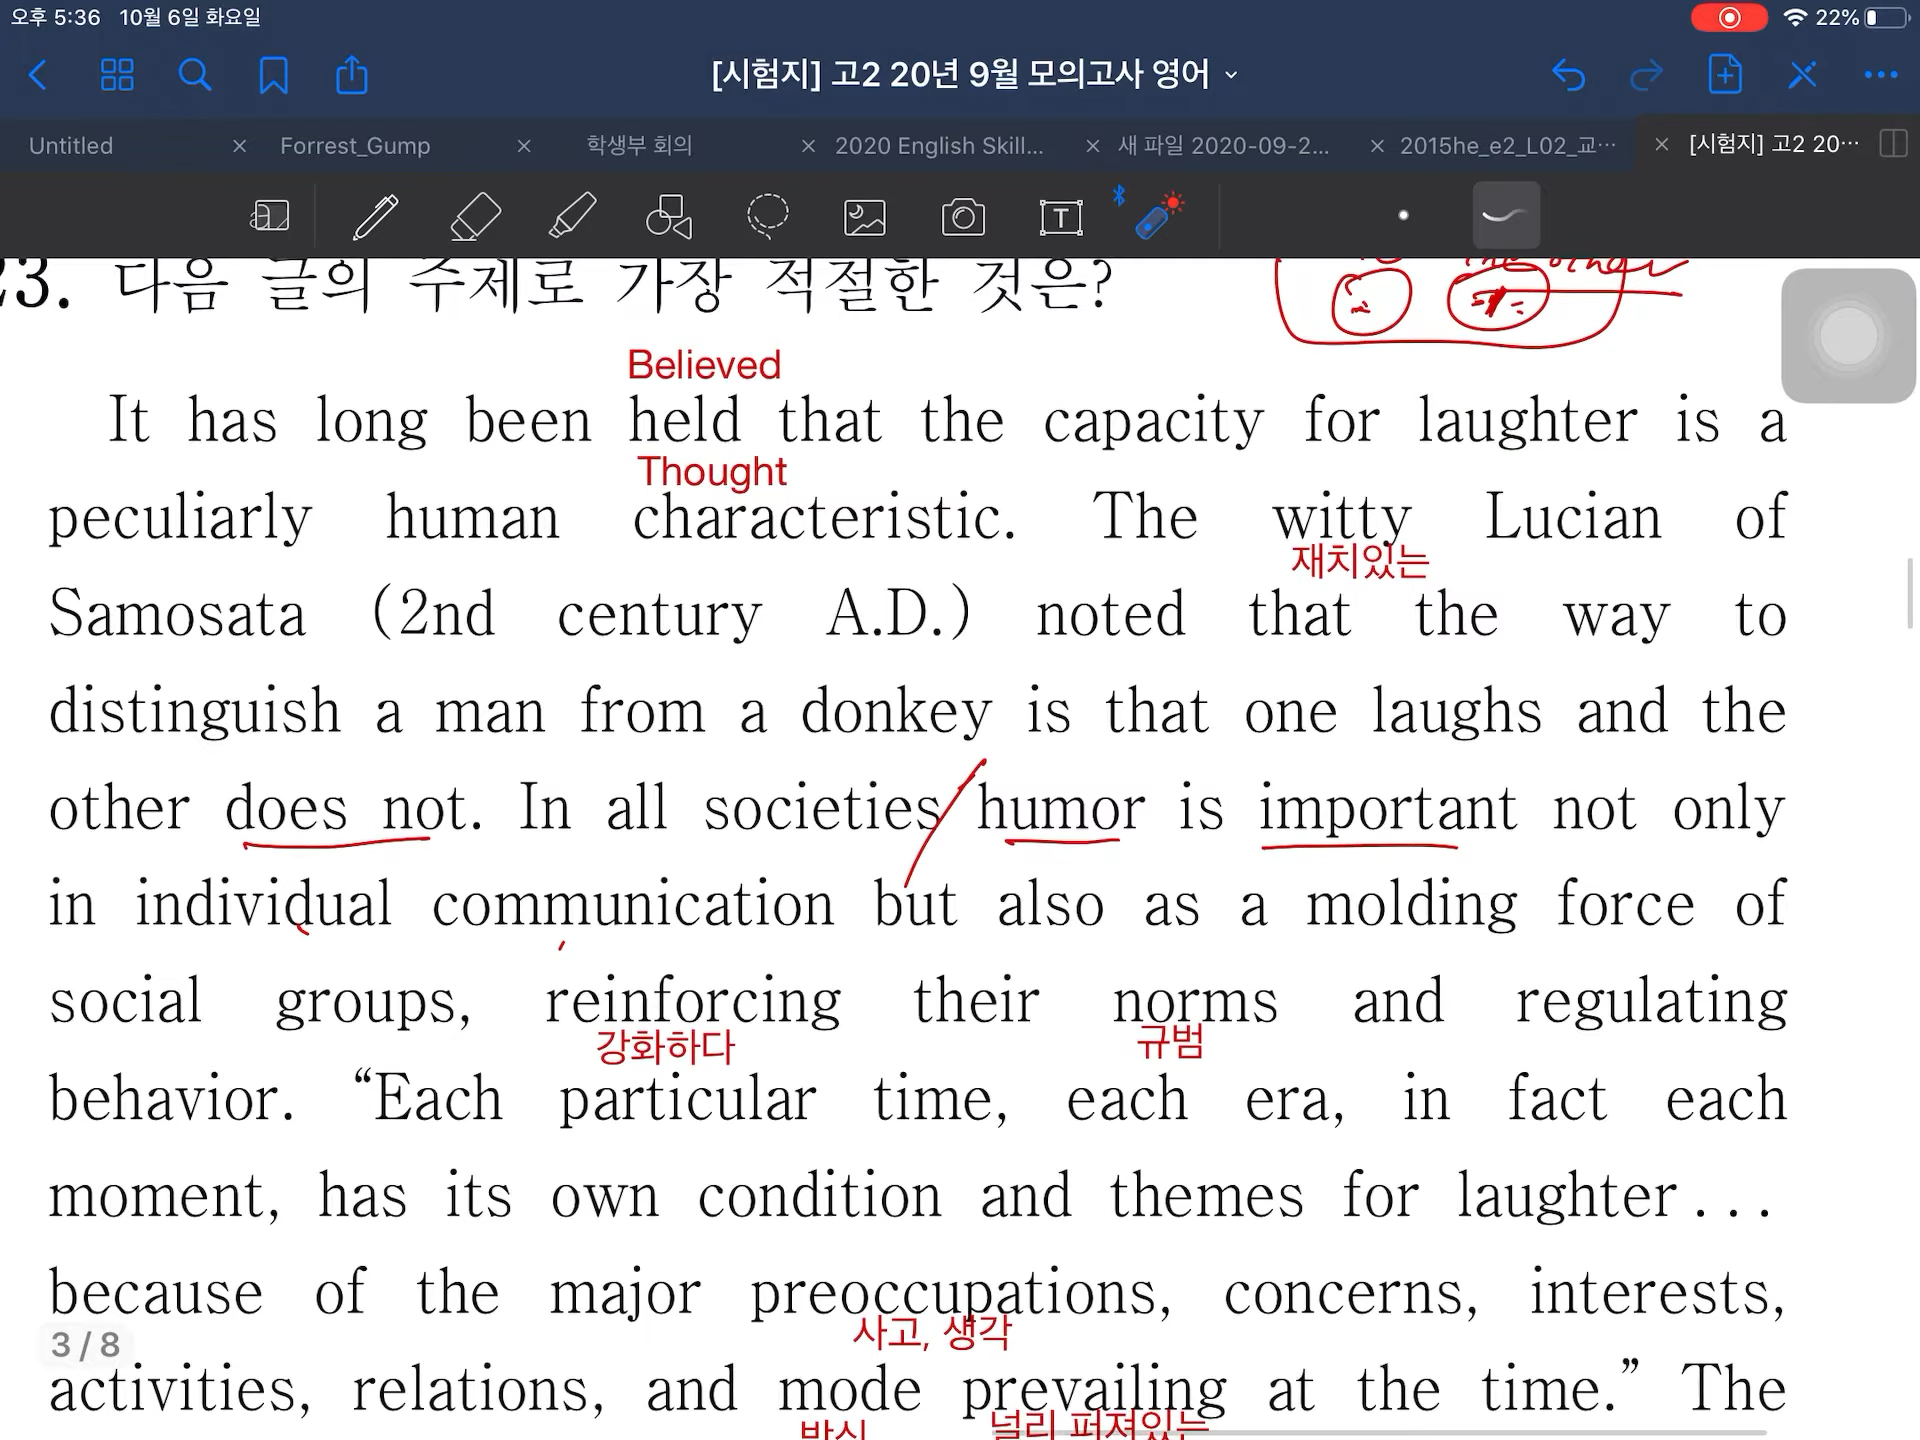 오후 5:36 10월 6일 화요일 22%
[시험지] 고2 20년 9월 모의고사 영어
Untitled × Forrest_Gump × 학생부 회의 × 2020 English Skill... × 새 파일 2020-09-2... × 2015he_e2_L02_교... × [시험지] 고2 20...
23. 다음 글의 주제로 가장 적절한 것은?
Believed
It has long been held that the capacity for laughter is a
Thought
peculiarly human characteristic. The witty Lucian of
재치있는
Samosata (2nd century A.D.) noted that the way to
distinguish a man from a donkey is that one laughs and the
other does not. In all societies humor is important not only
in individual communication but also as a molding force of
social groups, reinforcing their norms and regulating
강화하다 규범
behavior. “Each particular time, each era, in fact each
moment, has its own condition and themes for laughter...
because of the major preoccupations, concerns, interests,
사고, 생각
3 / 8
activities, relations, and mode prevailing at the time.” The
방식 널리 퍼져있는